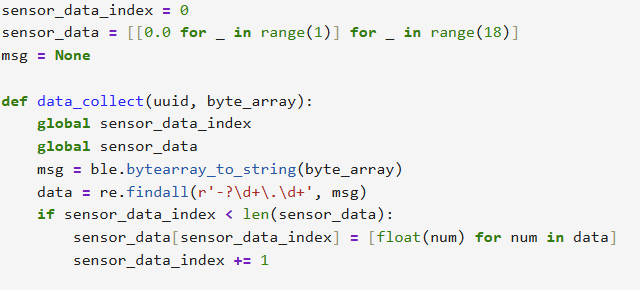 sensor_data_index = 0
sensor_data = [[0.0 for _ in range(1)] for _ in range(18)]
msg = None

def data_collect(uuid, byte_array):
    global sensor_data_index
    global sensor_data
    msg = ble.bytearray_to_string(byte_array)
    data = re.findall(r'-?\d+\.\d+', msg)
    if sensor_data_index < len(sensor_data):
        sensor_data[sensor_data_index] = [float(num) for num in data]
        sensor_data_index += 1